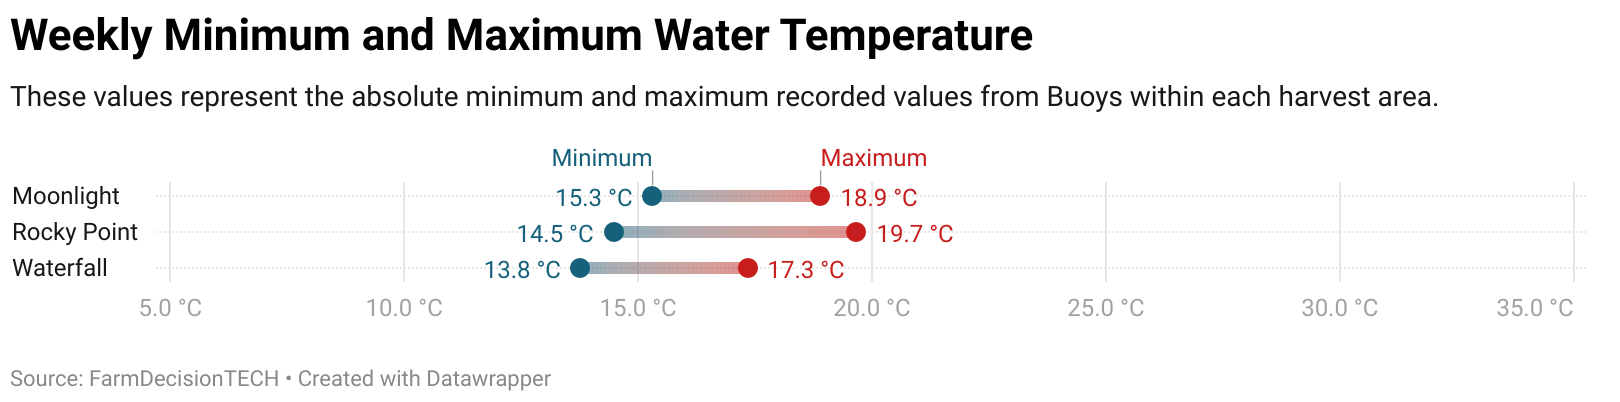 Weekly Minimum and Maximum Water Temperature
These values represent the absolute minimum and maximum recorded values from Buoys within each harvest area.
Minimum Maximum
Moonlight 15.3 °C 18.9 °C
Rocky Point 14.5 °C 19.7 °C
Waterfall 13.8 °C 17.3 °C
5.0 °C 10.0 °C 15.0 °C 20.0 °C 25.0 °C 30.0 °C 35.0 °C
Source: FarmDecisionTECH • Created with Datawrapper